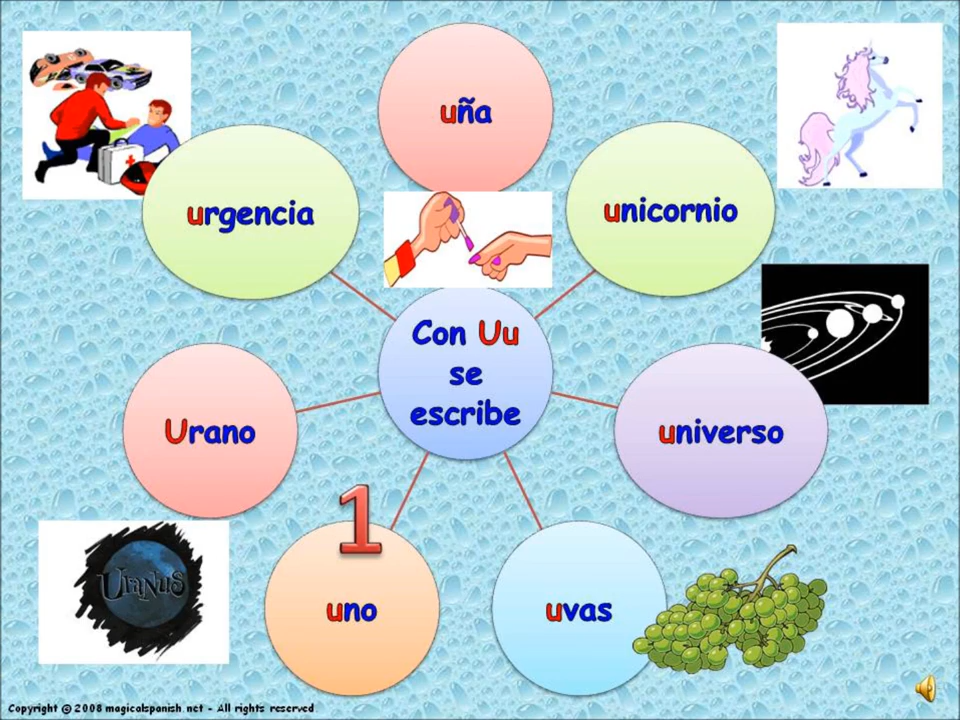 uña
unicornio
urgencia
Con Uu
se
escribe
Urano
universo
1
uno
uvas
URANUS
Copyright © 2008 magicalspanish.net - All rights reserved.